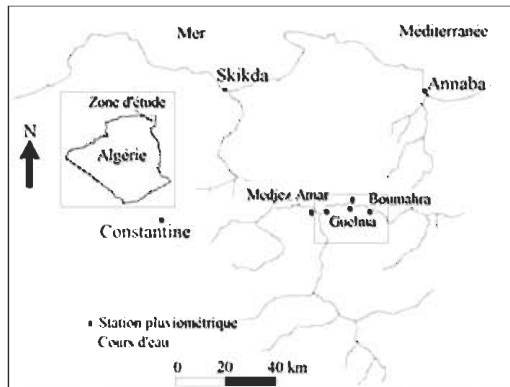 Mer Méditerranée
Skikda
Annaba
Zone d'étude
N
Algérie
Medjez Amar
Boumahra
Guelma
Constantine
Station pluviométrique
Cours d'eau
0 20 40 km